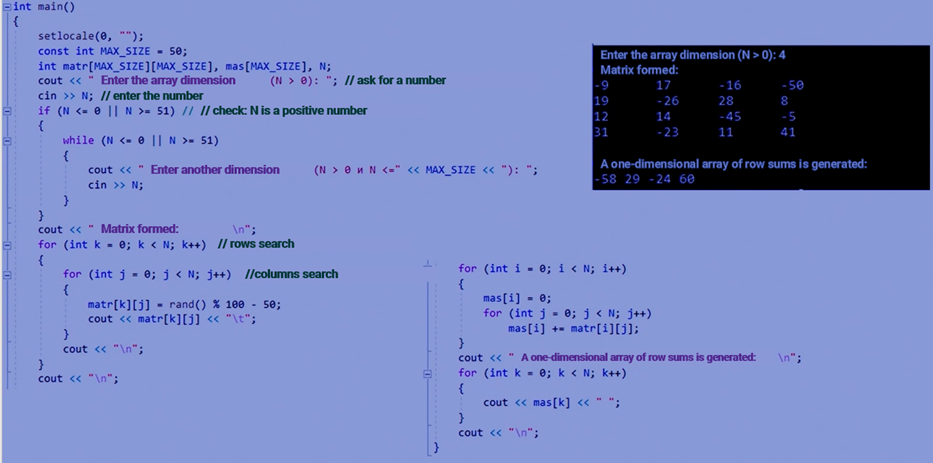 int main()
{
setlocale(0, "");
const int MAX_SIZE = 50;
int matr[MAX_SIZE][MAX_SIZE], mas[MAX_SIZE], N;
cout << " Enter the array dimension (N > 0): "; // ask for a number
cin >> N; // enter the number
if (N <= 0 || N >= 51) // // check: N is a positive number
{
while (N <= 0 || N >= 51)
{
cout << " Enter another dimension (N > 0 и N <=" << MAX_SIZE << "): ";
cin >> N;
}
}
cout << " Matrix formed: \n";
for (int k = 0; k < N; k++) // rows search
{
for (int j = 0; j < N; j++) //columns search
{
matr[k][j] = rand() % 100 - 50;
cout << matr[k][j] << "\t";
}
cout << "\n";
}
cout << "\n";
for (int i = 0; i < N; i++)
{
mas[i] = 0;
for (int j = 0; j < N; j++)
mas[i] += matr[i][j];
}
cout << " A one-dimensional array of row sums is generated: \n";
for (int k = 0; k < N; k++)
{
cout << mas[k] << " ";
}
cout << "\n";
}
Enter the array dimension (N > 0): 4
Matrix formed:
-9 17 -16 -50
19 -26 28 8
12 14 -45 -5
31 -23 11 41
A one-dimensional array of row sums is generated:
-58 29 -24 60